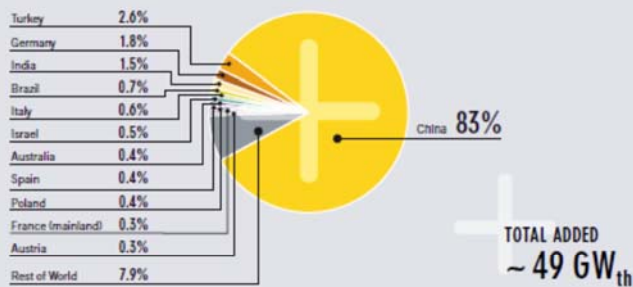 Turkey 2.6%
Germany 1.8%
India 1.5%
Brazil 0.7%
Italy 0.6%
Israel 0.5%
Australia 0.4%
Spain 0.4%
Poland 0.4%
France (mainland) 0.3%
Austria 0.3%
Rest of World 7.9%
China 83%
TOTAL ADDED
~ 49 GWth